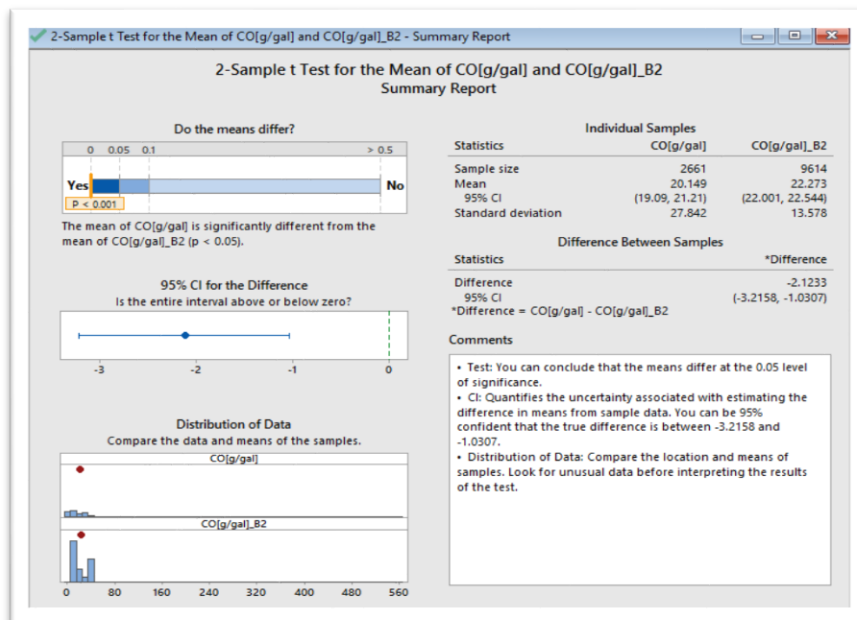 2-Sample t Test for the Mean of CO[g/gal] and CO[g/gal]_B2 - Summary Report
2-Sample t Test for the Mean of CO[g/gal] and CO[g/gal]_B2
Summary Report
Do the means differ?
0 0.05 0.1 > 0.5
Yes No
P < 0.001
The mean of CO[g/gal] is significantly different from the
mean of CO[g/gal]_B2 (p < 0.05).
95% CI for the Difference
Is the entire interval above or below zero?
-3 -2 -1 0
Distribution of Data
Compare the data and means of the samples.
CO[g/gal]
CO[g/gal]_B2
0 80 160 240 320 400 480 560
Individual Samples
Statistics CO[g/gal] CO[g/gal]_B2
Sample size 2661 9614
Mean 20.149 22.273
95% CI (19.09, 21.21) (22.001, 22.544)
Standard deviation 27.842 13.578
Difference Between Samples
Statistics *Difference
Difference -2.1233
95% CI (-3.2158, -1.0307)
*Difference = CO[g/gal] - CO[g/gal]_B2
Comments
• Test: You can conclude that the means differ at the 0.05 level
of significance.
• CI: Quantifies the uncertainty associated with estimating the
difference in means from sample data. You can be 95%
confident that the true difference is between -3.2158 and
-1.0307.
• Distribution of Data: Compare the location and means of
samples. Look for unusual data before interpreting the results
of the test.